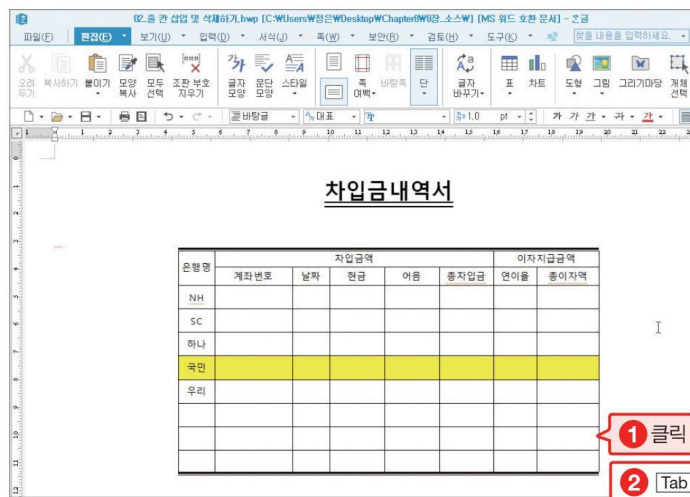 02_줄 칸 삽입 및 삭제하기.hwp [C:₩Users₩정은₩Desktop₩Chapter8₩8장_소스₩] [MS 워드 호환 문서] - 호글
파일(F) 편집(E) 보기(U) 입력(D) 서식(J) 쪽(W) 보안(B) 검토(H) 도구(K) 찾을 내용을 입력하세요.
오려 두기 복사하기 붙이기 모양 복사 모두 선택 조판 부호 지우기 글자 모양 문단 모양 스타일 쪽 여백 바탕쪽 단 글자 바꾸기 표 차트 도형 그림 그리기마당 개체 선택
바탕글 대표 1.0 pt 가 가 가 가 가
차입금내역서
은행명 차입금액 이자지급금액
계좌번호 날짜 현금 어음 총차입금 연이율 총이자액
NH
SC
하나
국민
우리
1 클릭
2 Tab